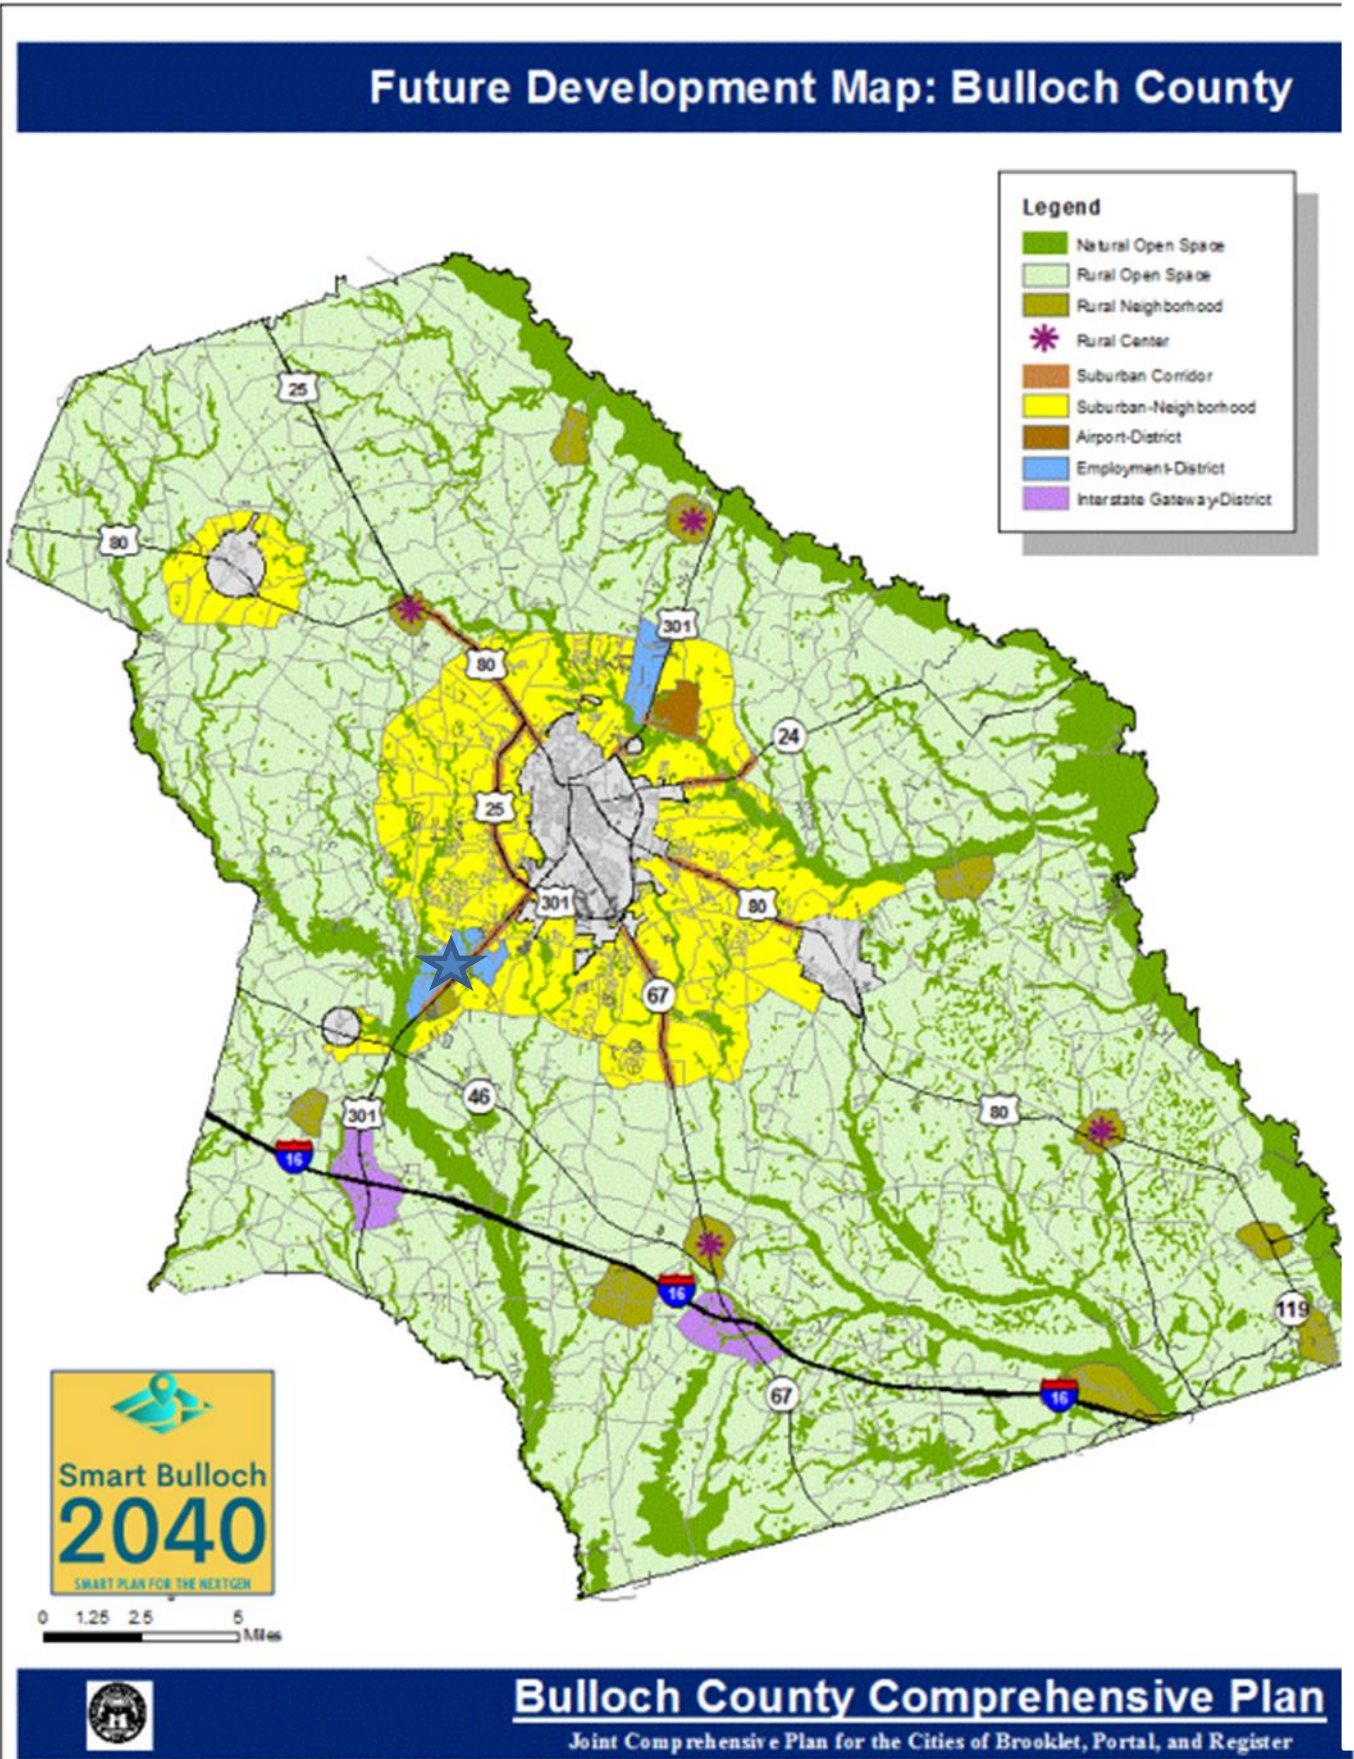 Future Development Map: Bulloch County
Legend
Natural Open Space
Rural Open Space
Rural Neighborhood
Rural Center
Suburban Corridor
Suburban-Neighborhood
Airport-District
Employment-District
Interstate Gateway-District
25
80
301
80
24
25
301
80
67
46
80
301
16
16
119
67
16
Smart Bulloch
2040
SMART PLAN FOR THE NEXTGEN
0 1.25 2.5 5
Miles
Bulloch County Comprehensive Plan
Joint Comprehensive Plan for the Cities of Brooklet, Portal, and Register